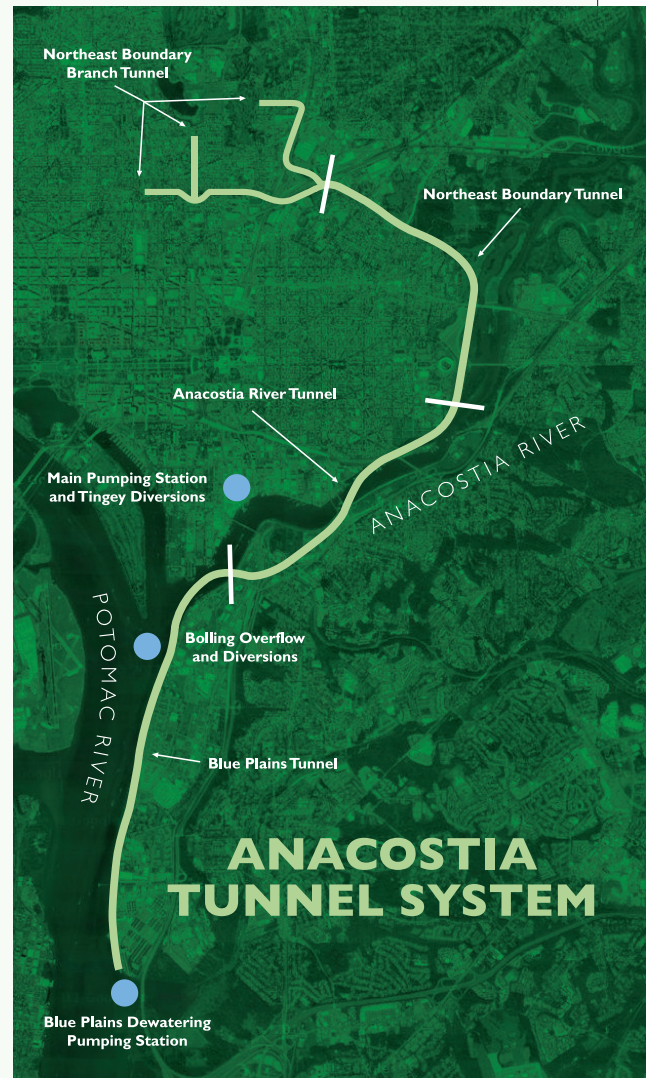 Northeast Boundary
Branch Tunnel
Northeast Boundary Tunnel
Anacostia River Tunnel
ANACOSTIA RIVER
Main Pumping Station
and Tingey Diversions
POTOMAC RIVER
Bolling Overflow
and Diversions
Blue Plains Tunnel
ANACOSTIA
TUNNEL SYSTEM
Blue Plains Dewatering
Pumping Station